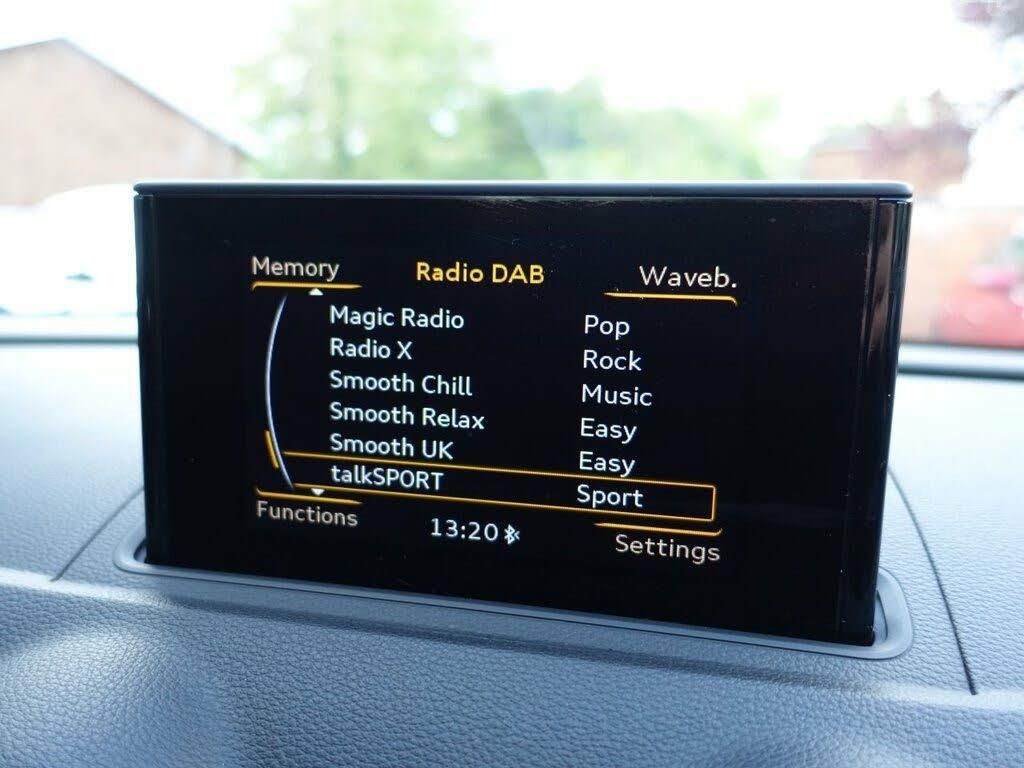 Memory Radio DAB Waveb.
Magic Radio Pop
Radio X Rock
Smooth Chill Music
Smooth Relax Easy
Smooth UK Easy
talkSPORT Sport
Functions 13:20 Settings